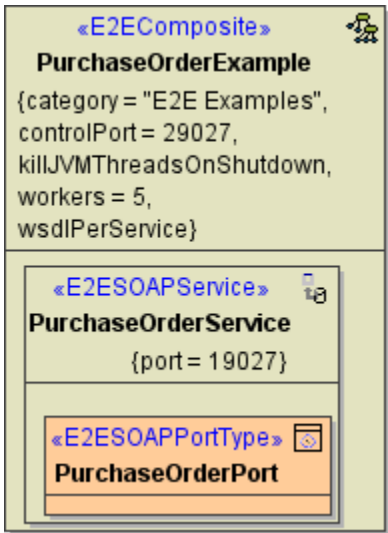 «E2EComposite»
PurchaseOrderExample
{category = "E2E Examples",
controlPort = 29027,
killJVMThreadsOnShutdown,
workers = 5,
wsdlPerService}
«E2ESOAPService»
PurchaseOrderService
{port = 19027}
«E2ESOAPPortType»
PurchaseOrderPort